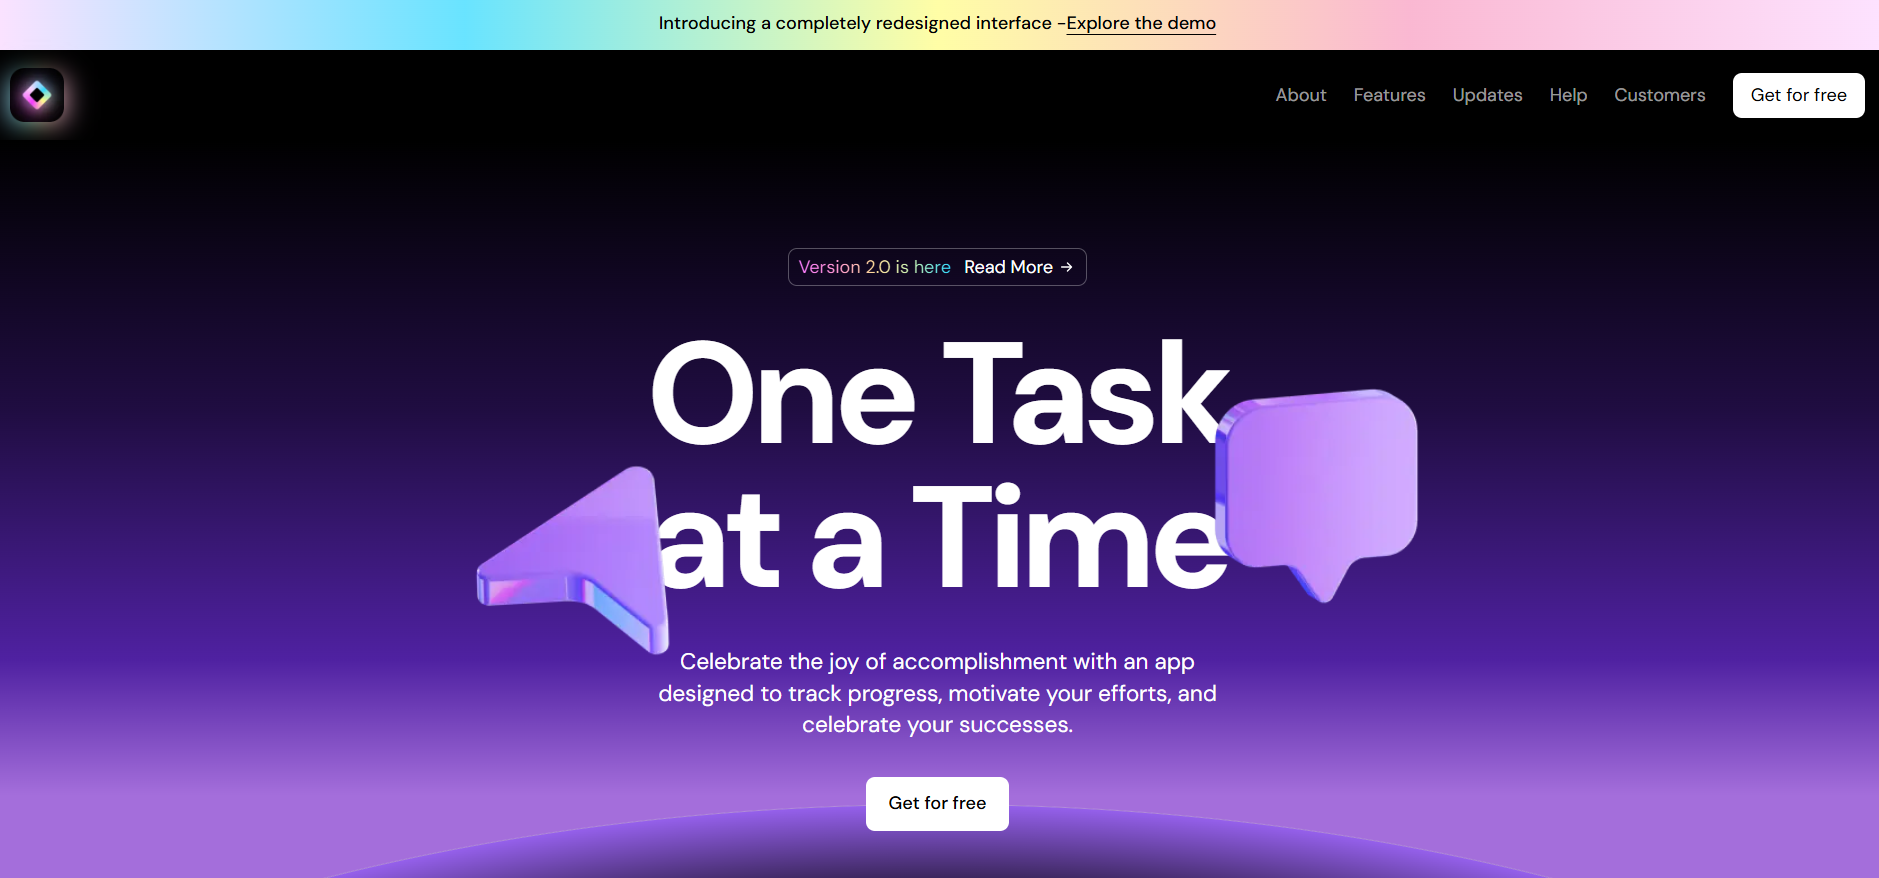 Introducing a completely redesigned interface –Explore the demo
About Features Updates Help Customers Get for free
Version 2.0 is here Read More →
One Task
at a Time
Celebrate the joy of accomplishment with an app
designed to track progress, motivate your efforts, and
celebrate your successes.
Get for free